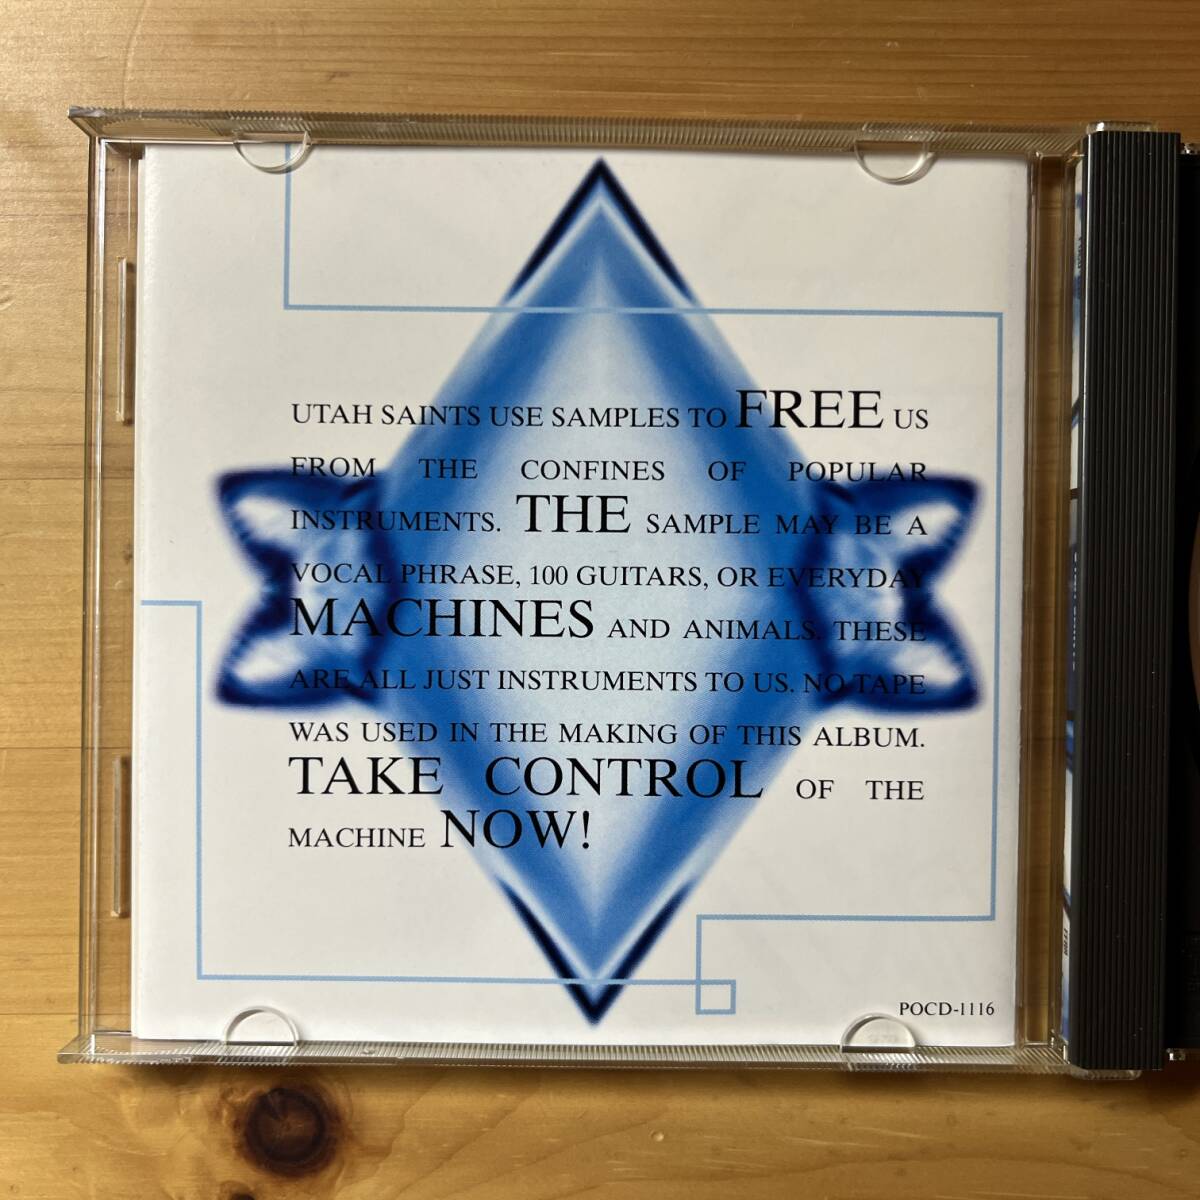 UTAH SAINTS USE SAMPLES TO FREE US
FROM THE CONFINES OF POPULAR
INSTRUMENTS. THE SAMPLE MAY BE A
VOCAL PHRASE, 100 GUITARS, OR EVERYDAY
MACHINES AND ANIMALS. THESE
ARE ALL JUST INSTRUMENTS TO US. NO TAPE
WAS USED IN THE MAKING OF THIS ALBUM.
TAKE CONTROL OF THE
MACHINE NOW!
POCD-1116